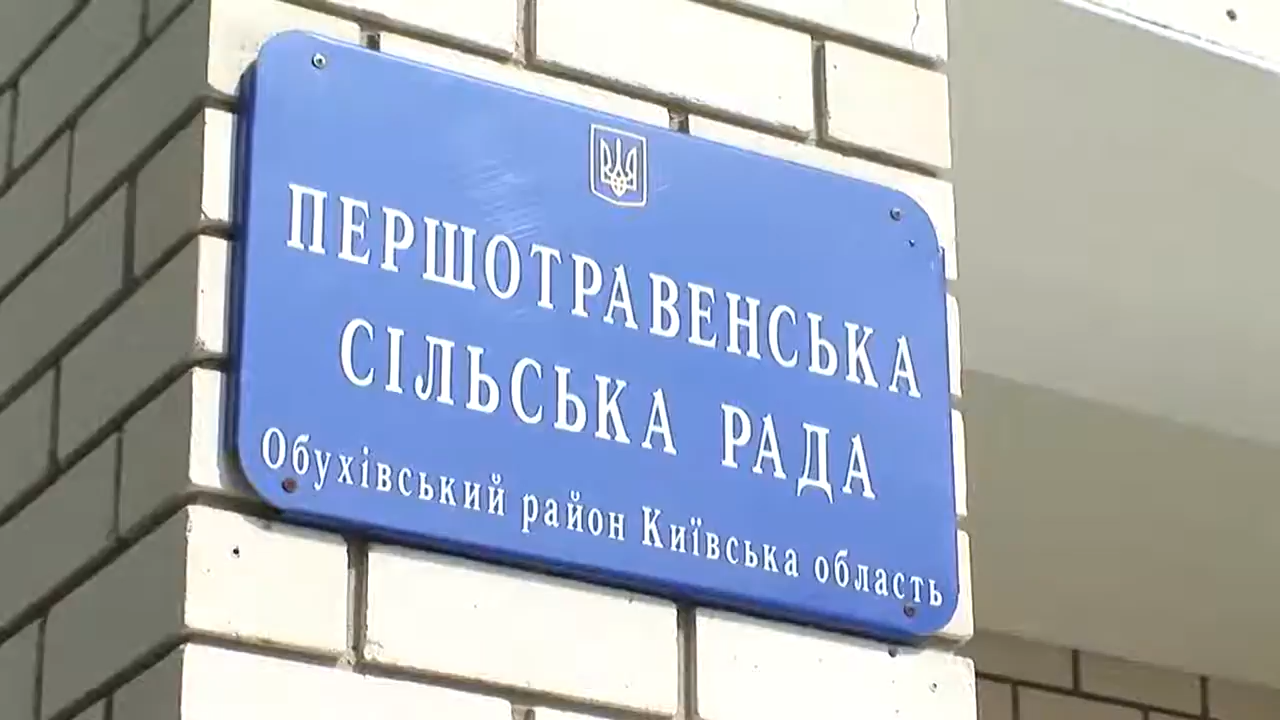 ПЕРШОТРАВЕНСЬКА
СІЛЬСЬКА РАДА
Обухівський район Київська область